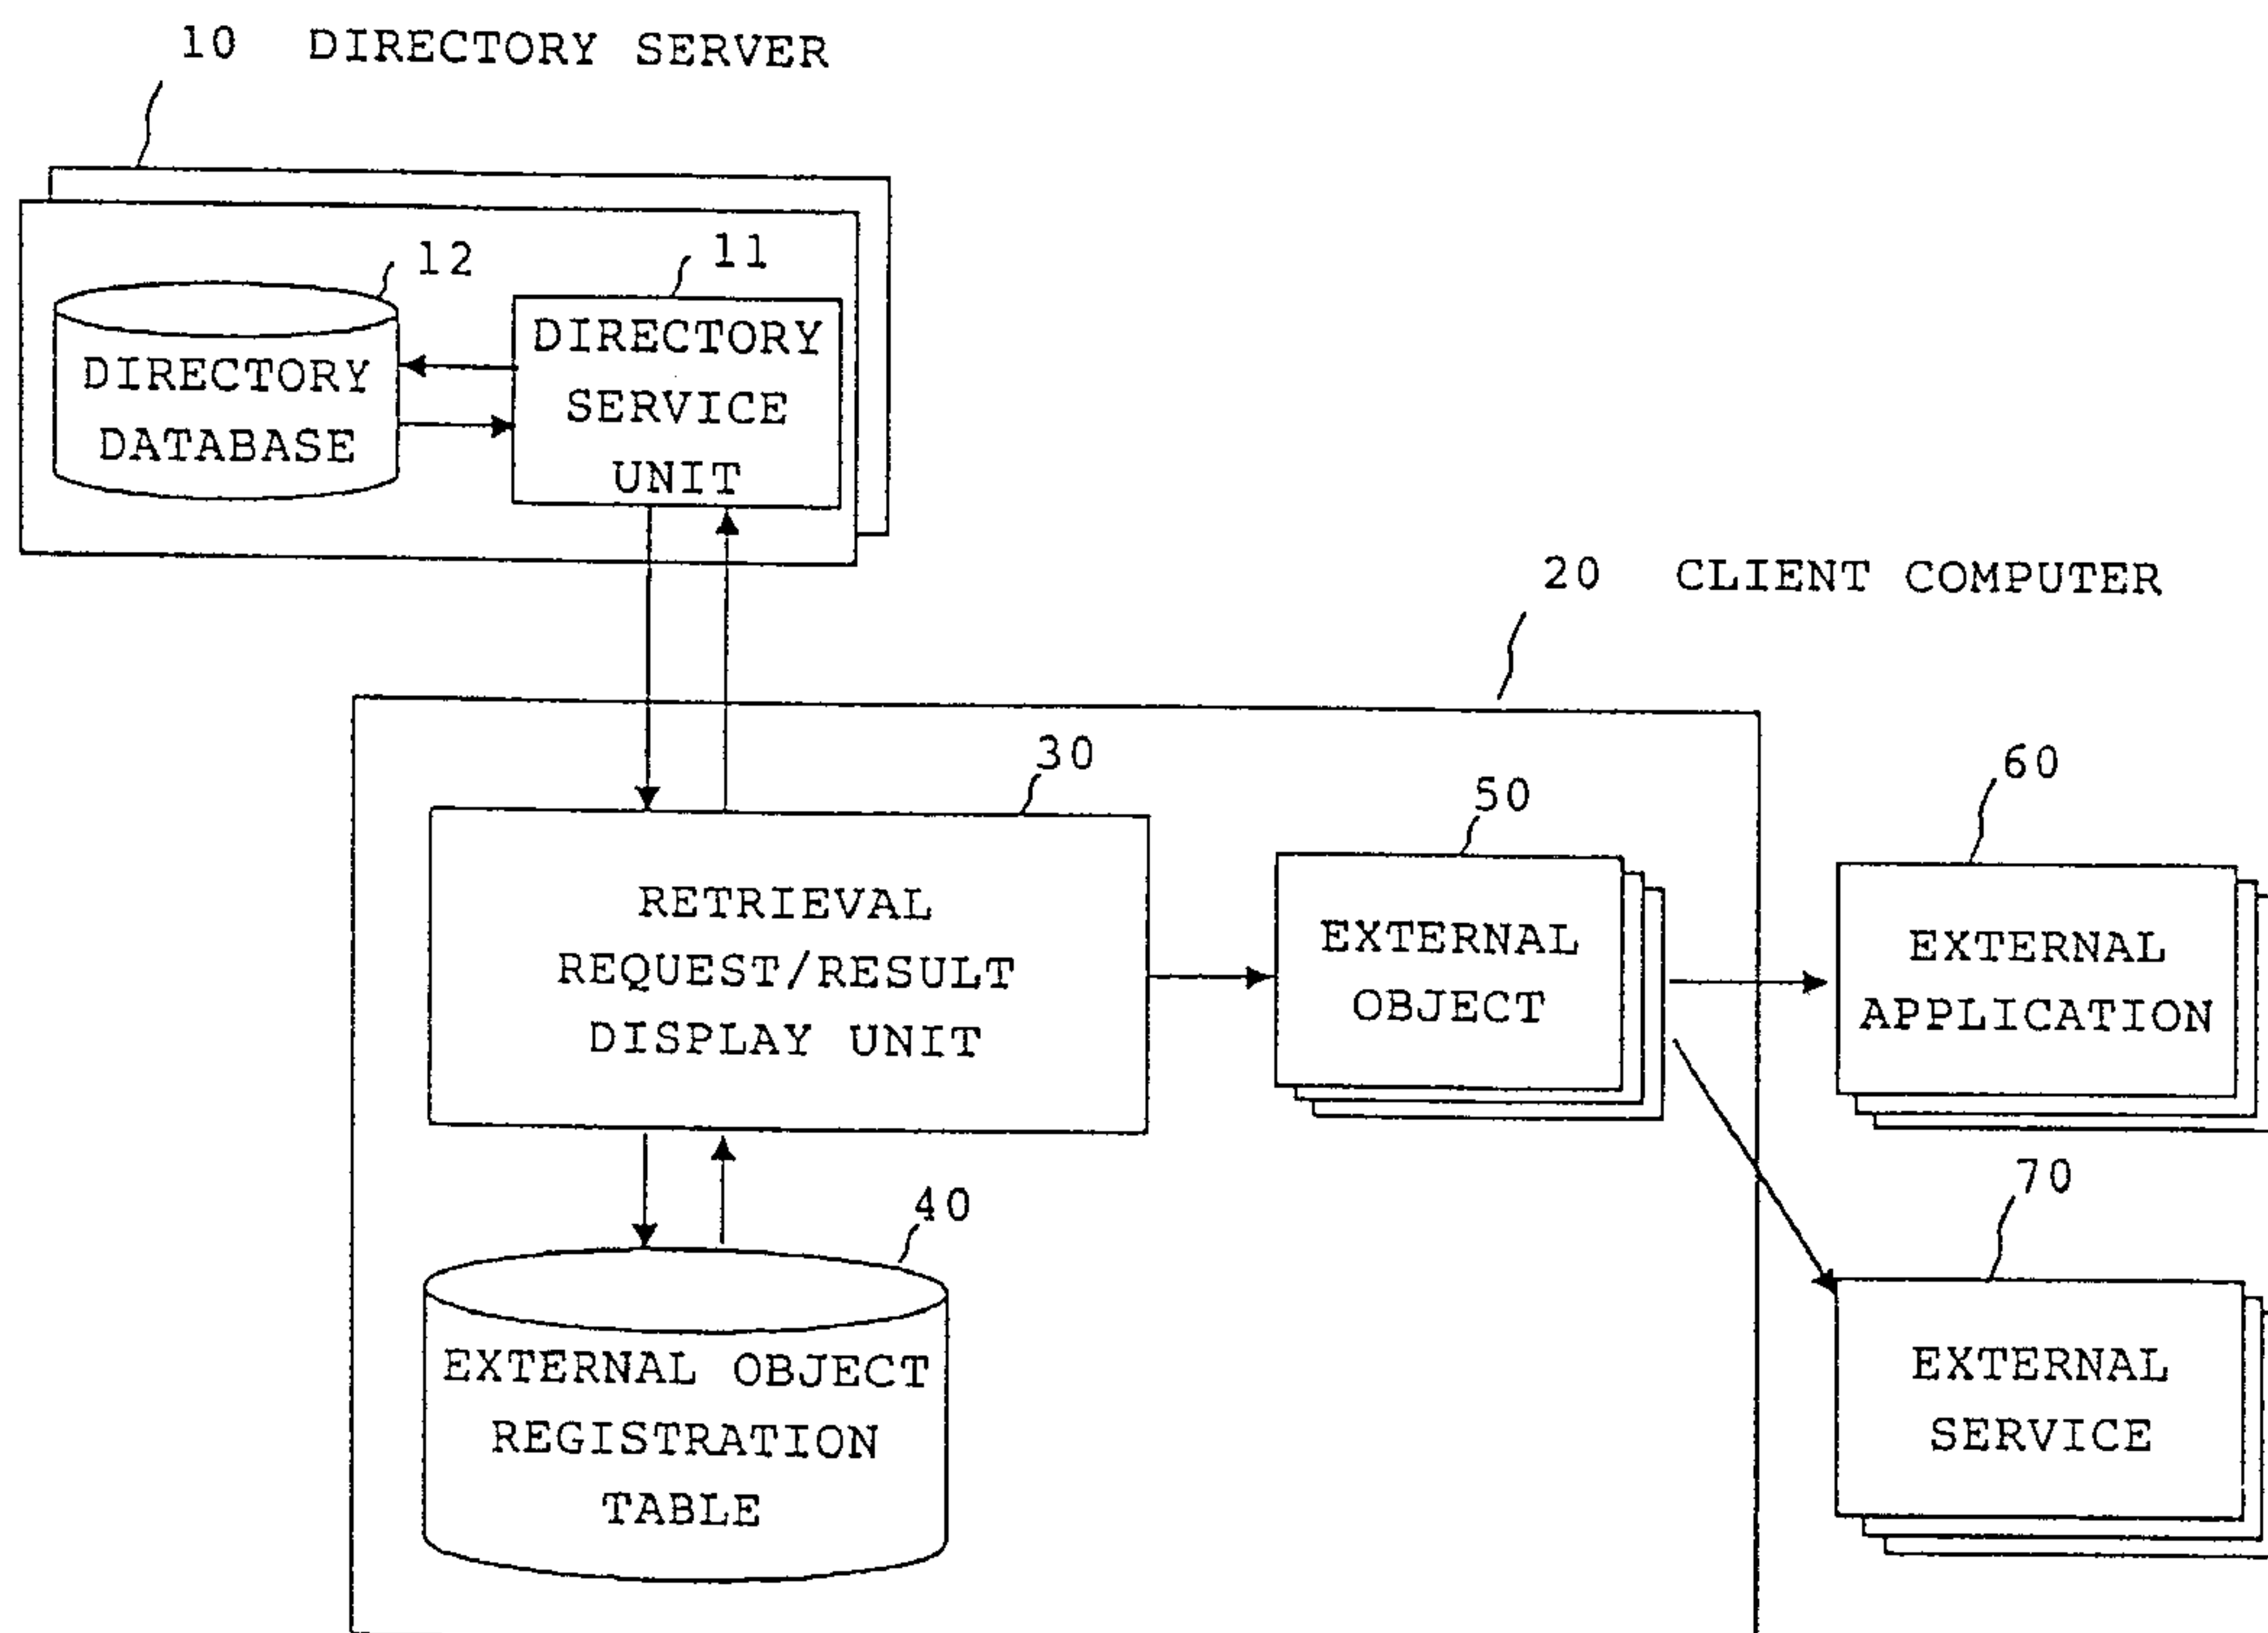 10 DIRECTORY SERVER
12
11
DIRECTORY
DATABASE
DIRECTORY
SERVICE
UNIT
20 CLIENT COMPUTER
30
RETRIEVAL
REQUEST/RESULT
DISPLAY UNIT
50
EXTERNAL
OBJECT
60
EXTERNAL
APPLICATION
40
EXTERNAL OBJECT
REGISTRATION
TABLE
70
EXTERNAL
SERVICE